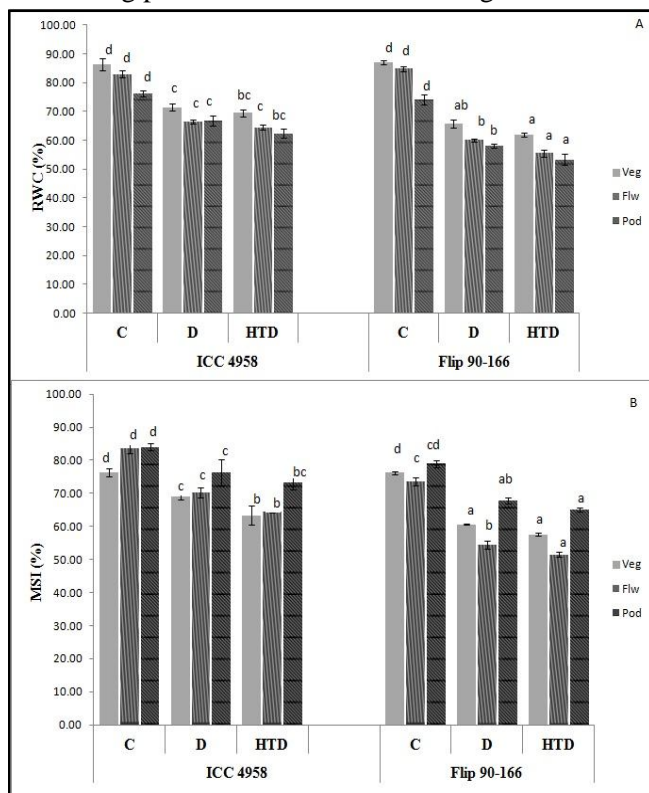 A
d d d
c c c
bc c bc
d d d
ab b b
a a a
RWC (%)
100.00
90.00
80.00
70.00
60.00
50.00
40.00
30.00
20.00
10.00
0.00
Veg
Flw
Pod
C D HTD C D HTD
ICC 4958 Flip 90-166
B
d d d
c c c
b b bc
d c cd
a b ab
a a a
MSI (%)
100.00
90.00
80.00
70.00
60.00
50.00
40.00
30.00
20.00
10.00
0.00
Veg
Flw
Pod
C D HTD C D HTD
ICC 4958 Flip 90-166